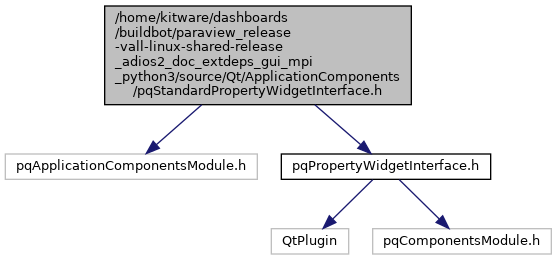 /home/kitware/dashboards
/buildbot/paraview_release
-vall-linux-shared-release
_adios2_doc_extdeps_gui_mpi
_python3/source/Qt/ApplicationComponents
/pqStandardPropertyWidgetInterface.h
pqApplicationComponentsModule.h
pqPropertyWidgetInterface.h
QtPlugin
pqComponentsModule.h